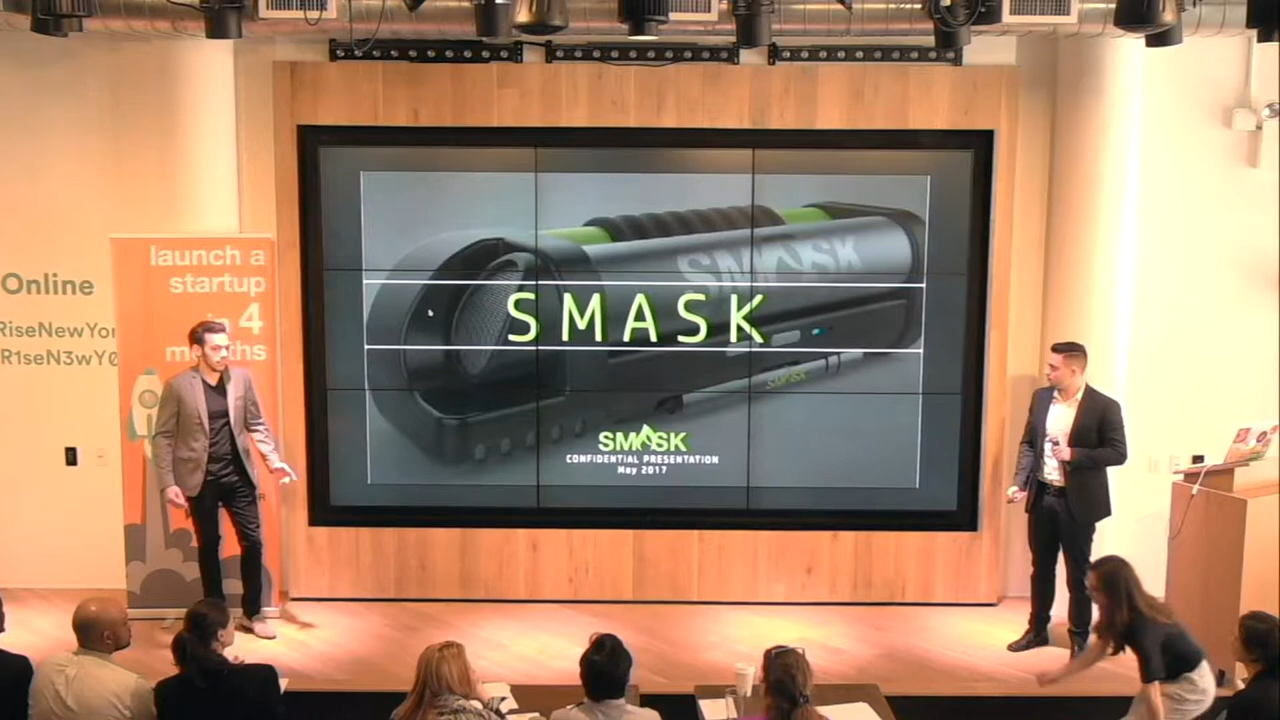 Online
RiseNewYor
R1seN3wY0
launch a
startup
in 4
months
SMASK
SMASK
SMASK
SMASK
CONFIDENTIAL PRESENTATION
May 2017